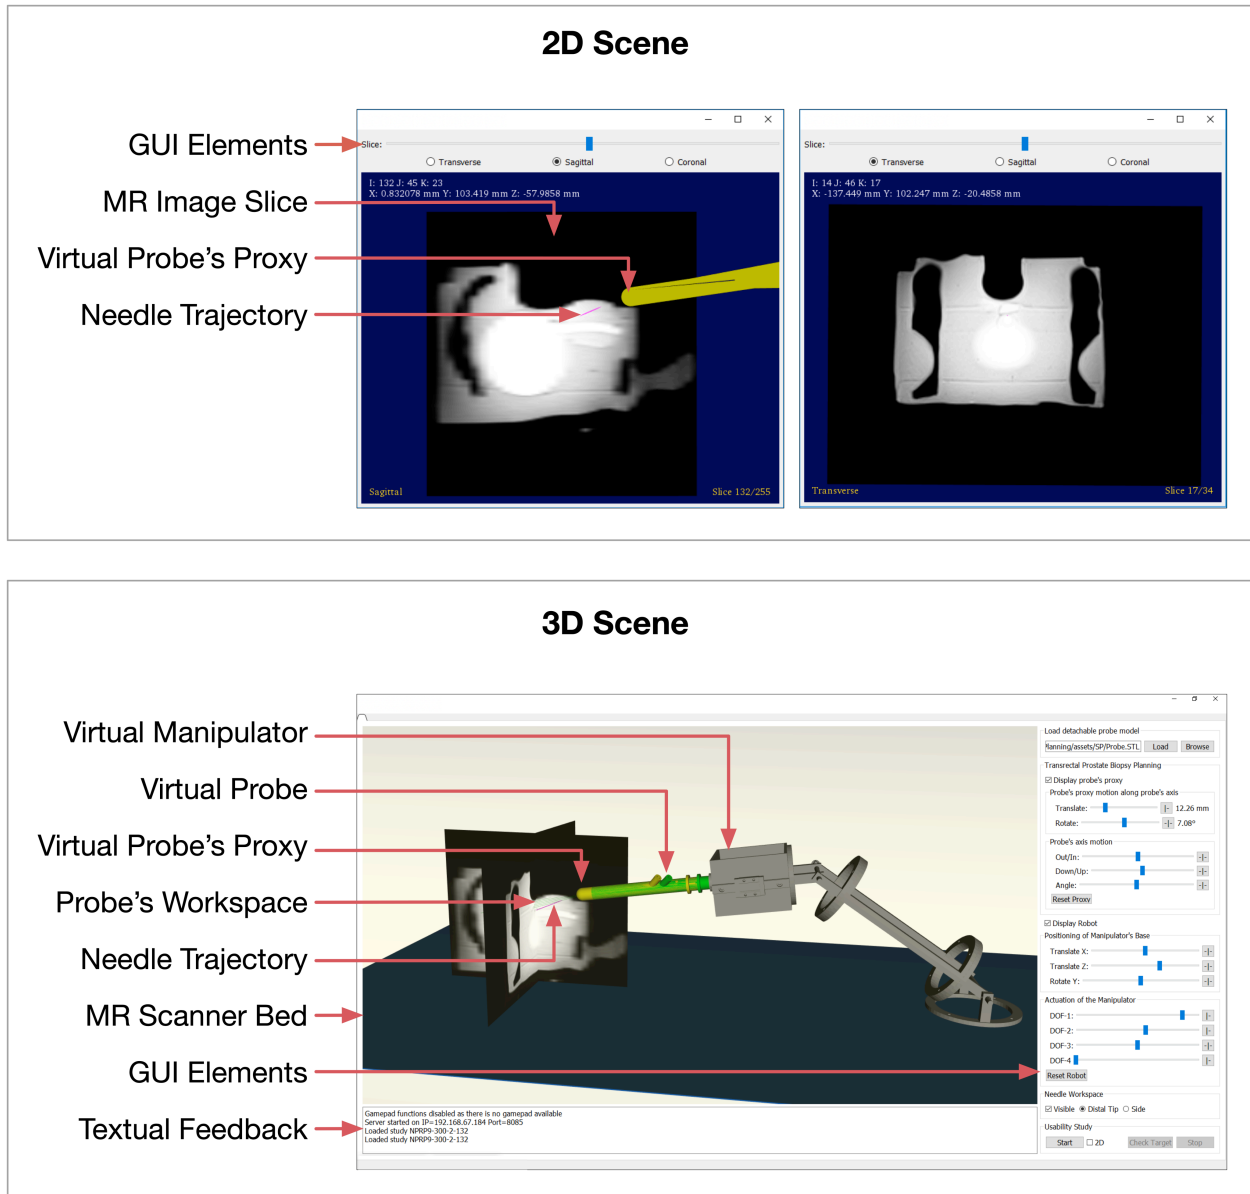 2D Scene
GUI Elements
MR Image Slice
Virtual Probe’s Proxy
Needle Trajectory
Slice:
Transverse Sagittal Coronal
I: 132 J: 45 K: 23
X: 0.832078 mm Y: 103.419 mm Z: -57.9858 mm
Sagittal Slice 132/255
Slice:
Transverse Sagittal Coronal
I: 14 J: 46 K: 17
X: -137.449 mm Y: 102.247 mm Z: -20.4858 mm
Transverse Slice 17/34
3D Scene
Virtual Manipulator
Virtual Probe
Virtual Probe’s Proxy
Probe’s Workspace
Needle Trajectory
MR Scanner Bed
GUI Elements
Textual Feedback
Load detachable probe model
Planning/assets/SP/Probe.STL Load Browse
Transrectal Prostate Biopsy Planning
Display probe's proxy
Probe's proxy motion along probe's axis
Translate: |- 12.26 mm
Rotate: -|- 7.08°
Probe's axis motion
Out/In: -|-
Down/Up: -|-
Angle: -|-
Reset Proxy
Display Robot
Positioning of Manipulator's Base
Translate X: -|-
Translate Z: -|-
Rotate Y: -|-
Actuation of the Manipulator
DOF-1: |-
DOF-2: |-
DOF-3: -|-
DOF-4 |-
Reset Robot
Needle Workspace
Visible Distal Tip Side
Usability Study
Start 2D Check Target Stop
Gamepad functions disabled as there is no gamepad available
Server started on IP=192.168.67.184 Port=8085
Loaded study NPRP9-300-2-132
Loaded study NPRP9-300-2-132